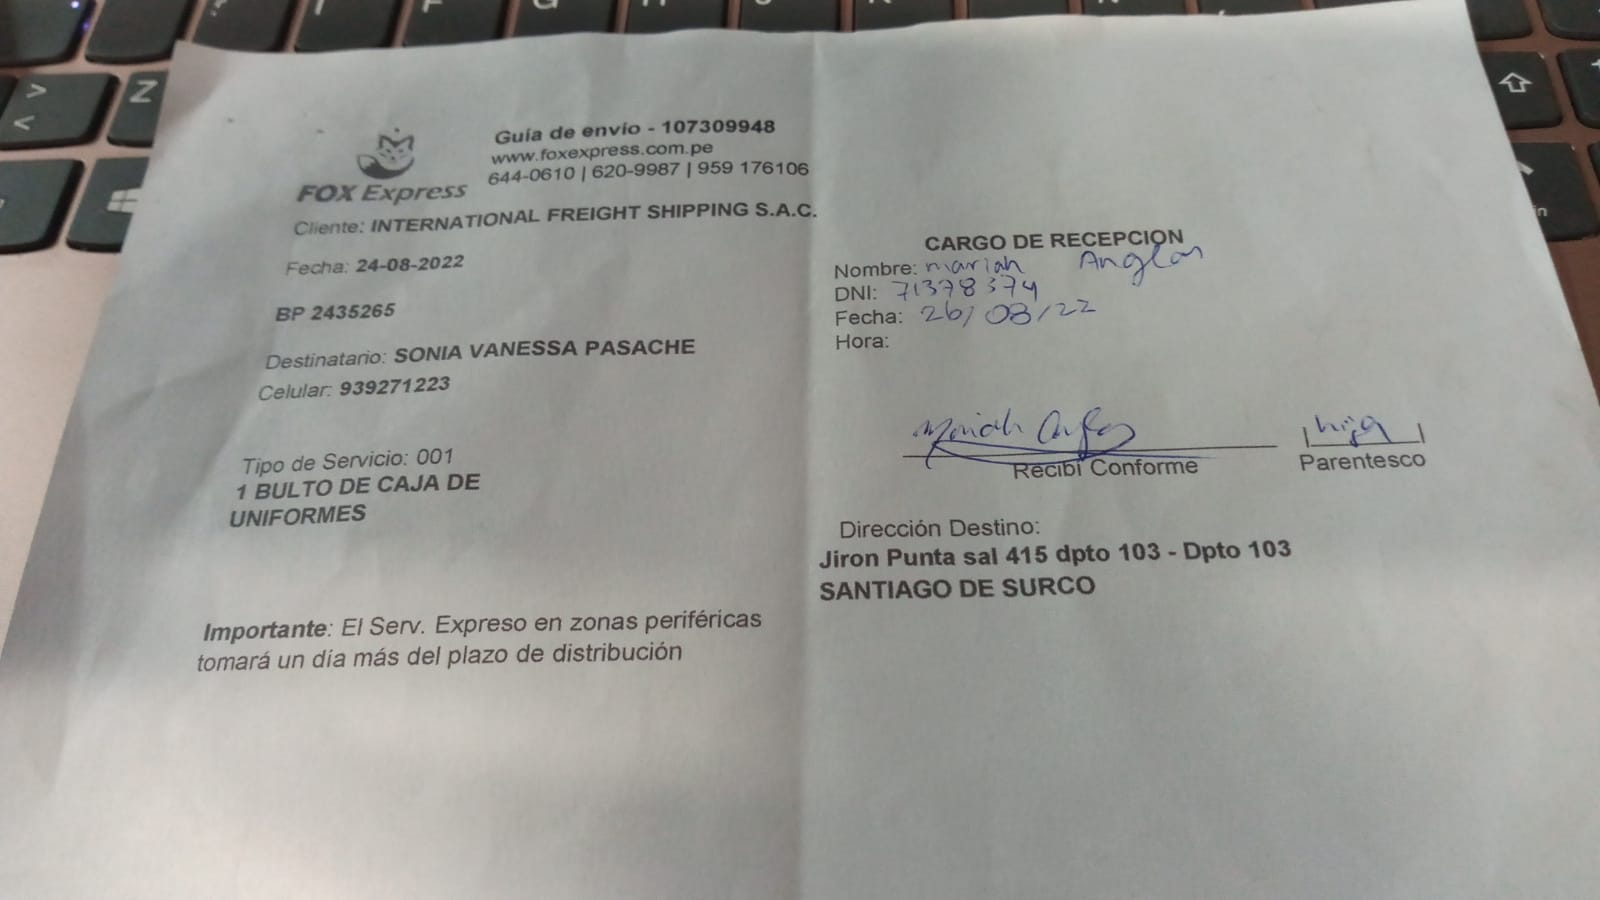 Guía de envío - 107309948
www.foxexpress.com.pe
644-0610 | 620-9987 | 959 176106
FOX Express
Cliente: INTERNATIONAL FREIGHT SHIPPING S.A.C.
Fecha: 24-08-2022
BP 2435265
Destinatario: SONIA VANESSA PASACHE
Celular: 939271223
Tipo de Servicio: 001
1 BULTO DE CAJA DE
UNIFORMES
Importante: El Serv. Expreso en zonas periféricas
tomará un día más del plazo de distribución
CARGO DE RECEPCION
Nombre: mariah Anglas
DNI: 71378374
Fecha: 26/08/22
Hora:
Mariah Anglas hija
Recibí Conforme Parentesco
Dirección Destino:
Jiron Punta sal 415 dpto 103 - Dpto 103
SANTIAGO DE SURCO